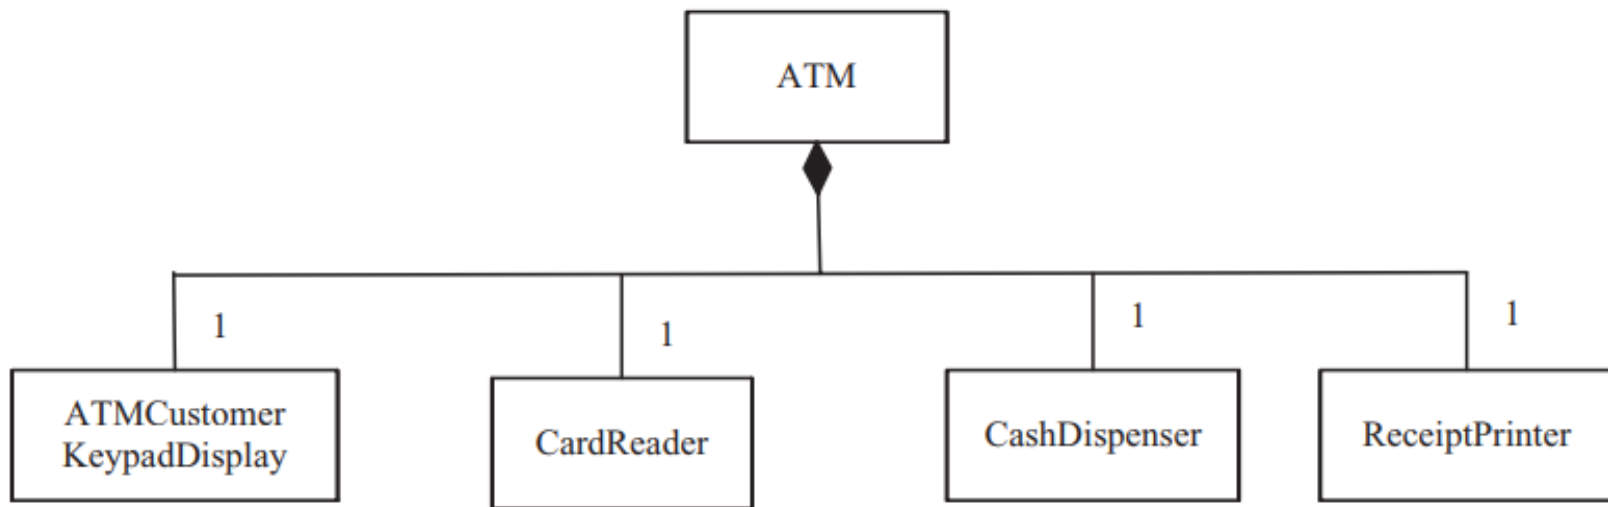 ATM
1
1
1
1
ATMCustomer
KeypadDisplay
CardReader
CashDispenser
ReceiptPrinter